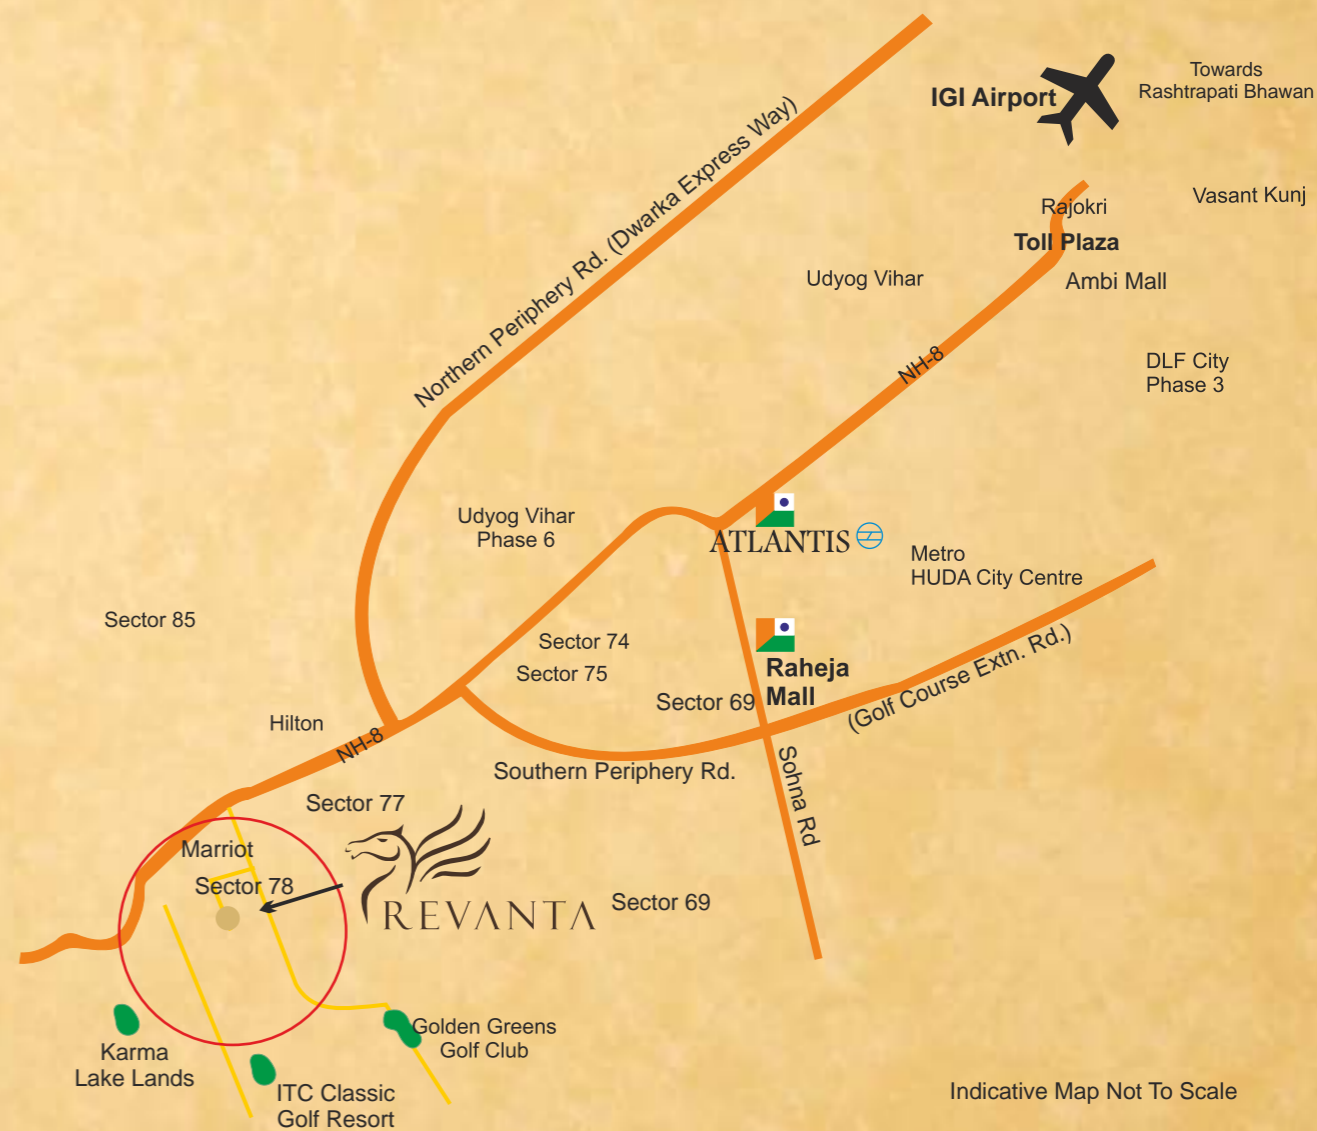 IGI Airport
Towards
Rashtrapati Bhawan
Northern Periphery Rd. (Dwarka Express Way)
Rajokri
Vasant Kunj
Toll Plaza
Udyog Vihar
Ambi Mall
NH-8
DLF City
Phase 3
Udyog Vihar
Phase 6
ATLANTIS
Metro
HUDA City Centre
Sector 85
Sector 74
Sector 75
Raheja
Mall
Sector 69
(Golf Course Extn. Rd.)
Hilton
NH-8
Southern Periphery Rd.
Sohna Rd
Sector 77
Marriot
Sector 78
REVANTA
Sector 69
Golden Greens
Golf Club
Karma
Lake Lands
ITC Classic
Golf Resort
Indicative Map Not To Scale